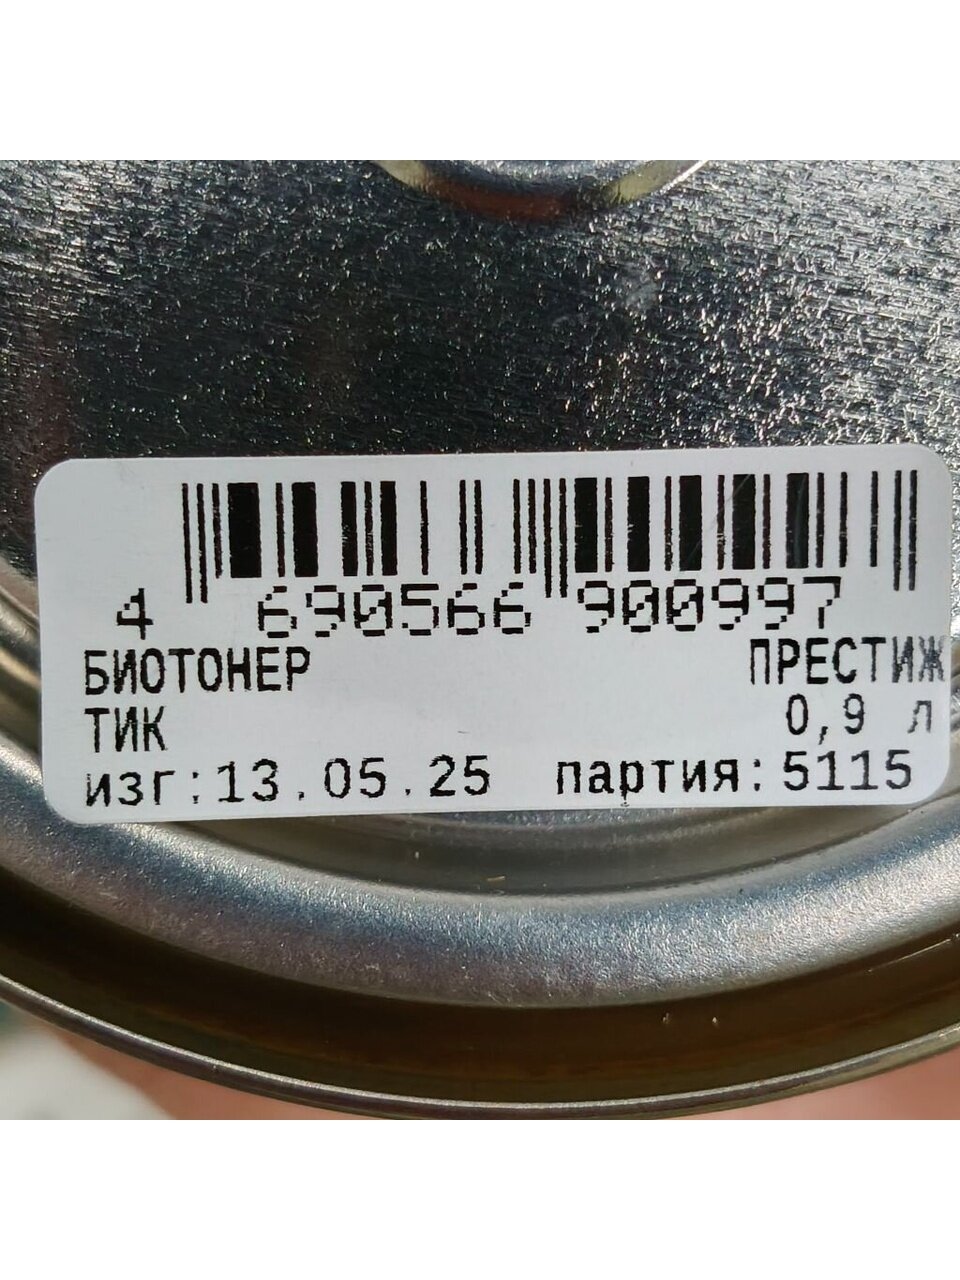 4 690566 900997
БИОТОНЕР ПРЕСТИЖ
ТИК 0,9 л
изг:13.05.25 партия:5115